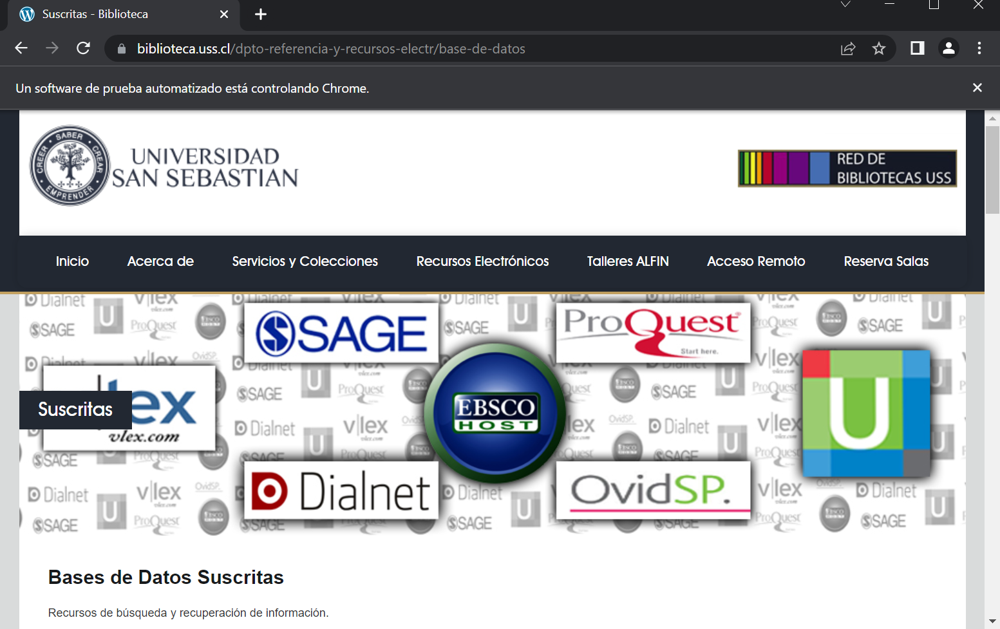 Suscritas - Biblioteca
biblioteca.uss.cl/dpto-referencia-y-recursos-electr/base-de-datos
Un software de prueba automatizado está controlando Chrome.
CREER · SABER · CREAR
EMPRENDER
UNIVERSIDAD
SAN SEBASTIAN
RED DE
BIBLIOTECAS USS
Inicio Acerca de Servicios y Colecciones Recursos Electrónicos Talleres ALFIN Acceso Remoto Reserva Salas
SAGE
ProQuest
Start here.
EBSCO
HOST
U
Suscritas
lex
vlex.com
Dialnet
OvidSP.
Bases de Datos Suscritas
Recursos de búsqueda y recuperación de información.